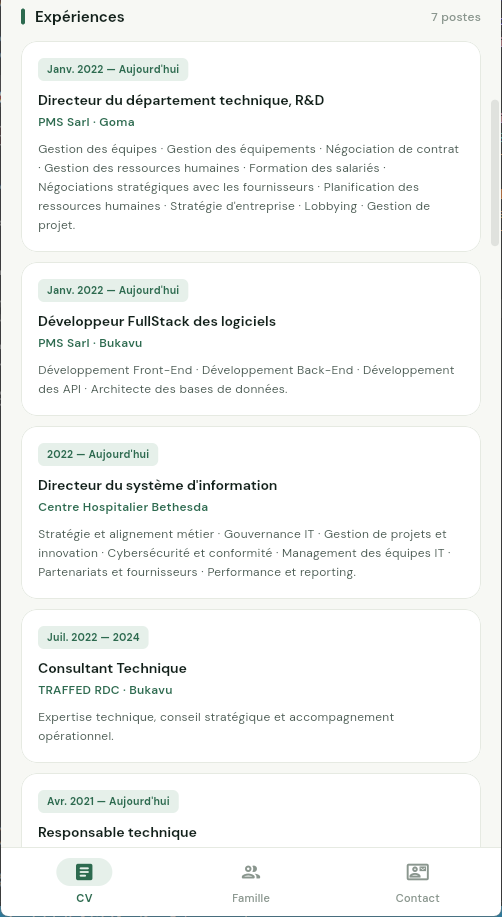 Expériences
7 postes
Janv. 2022 — Aujourd'hui
Directeur du département technique, R&D
PMS Sarl · Goma
Gestion des équipes · Gestion des équipements · Négociation de contrat
· Gestion des ressources humaines · Formation des salariés ·
Négociations stratégiques avec les fournisseurs · Planification des
ressources humaines · Stratégie d'entreprise · Lobbying · Gestion de
projet.
Janv. 2022 — Aujourd'hui
Développeur FullStack des logiciels
PMS Sarl · Bukavu
Développement Front-End · Développement Back-End · Développement
des API · Architecte des bases de données.
2022 — Aujourd'hui
Directeur du système d'information
Centre Hospitalier Bethesda
Stratégie et alignement métier · Gouvernance IT · Gestion de projets et
innovation · Cybersécurité et conformité · Management des équipes IT ·
Partenariats et fournisseurs · Performance et reporting.
Juil. 2022 — 2024
Consultant Technique
TRAFFED RDC · Bukavu
Expertise technique, conseil stratégique et accompagnement
opérationnel.
Avr. 2021 — Aujourd'hui
Responsable technique
CV
Famille
Contact